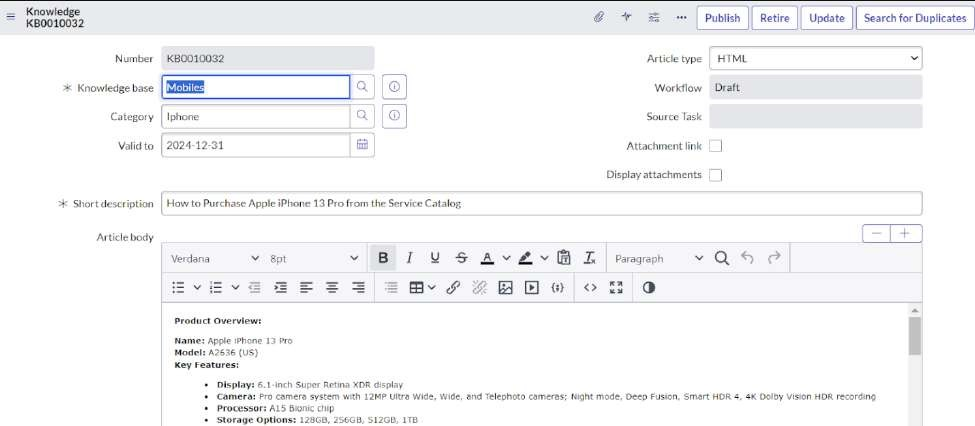 Knowledge
KB0010032
Publish Retire Update Search for Duplicates
Number KB0010032
Article type HTML
* Knowledge base Mobiles
Workflow Draft
Category Iphone
Source Task
Valid to 2024-12-31
Attachment link
Display attachments
* Short description How to Purchase Apple iPhone 13 Pro from the Service Catalog
Article body
Verdana 8pt B I U S A Paragraph
Product Overview:
Name: Apple iPhone 13 Pro
Model: A2636 (US)
Key Features:
• Display: 6.1-inch Super Retina XDR display
• Camera: Pro camera system with 12MP Ultra Wide, Wide, and Telephoto cameras; Night mode, Deep Fusion, Smart HDR 4, 4K Dolby Vision HDR recording
• Processor: A15 Bionic chip
• Storage Options: 128GB, 256GB, 512GB, 1TB